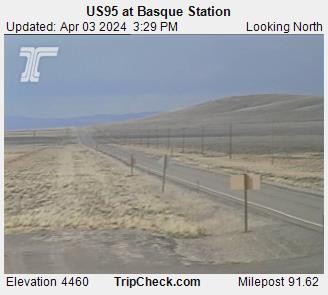 US95 at Basque Station
Updated: Apr 03 2024 3:29 PM Looking North
Elevation 4460 TripCheck.com Milepost 91.62